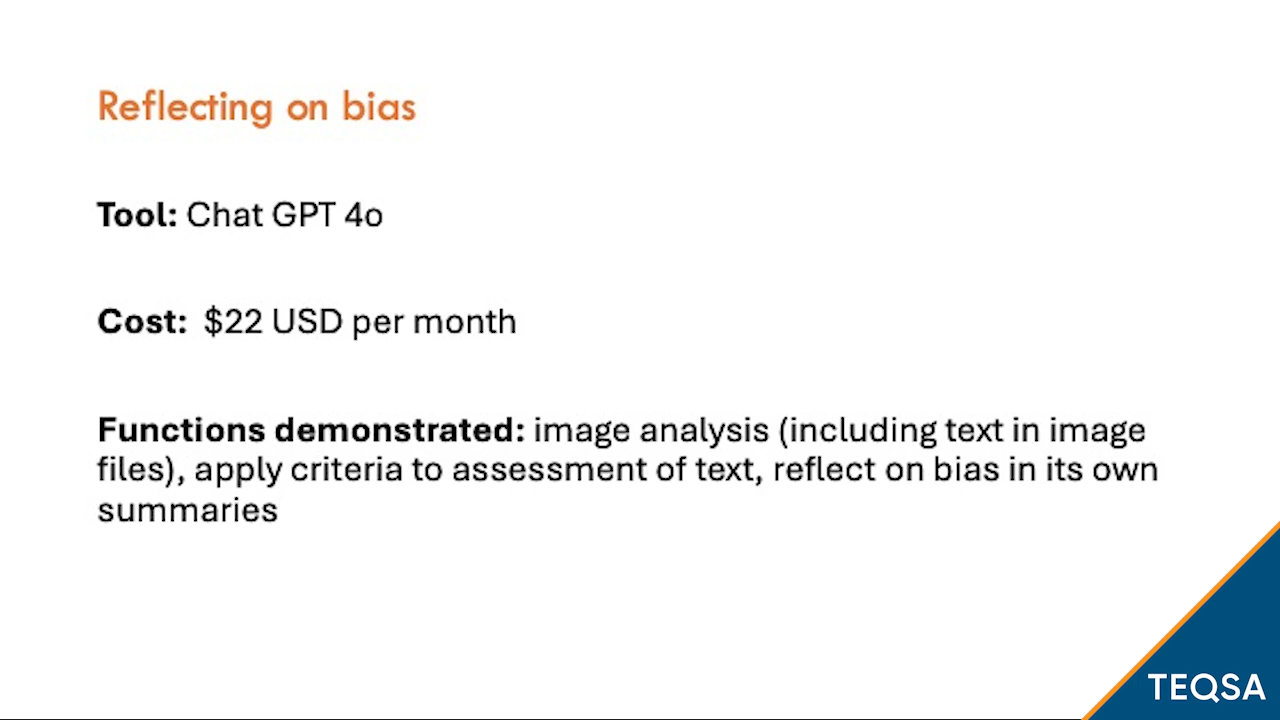 Reflecting on bias
Tool: Chat GPT 4o
Cost: $22 USD per month
Functions demonstrated: image analysis (including text in image
files), apply criteria to assessment of text, reflect on bias in its own
summaries
TEQSA